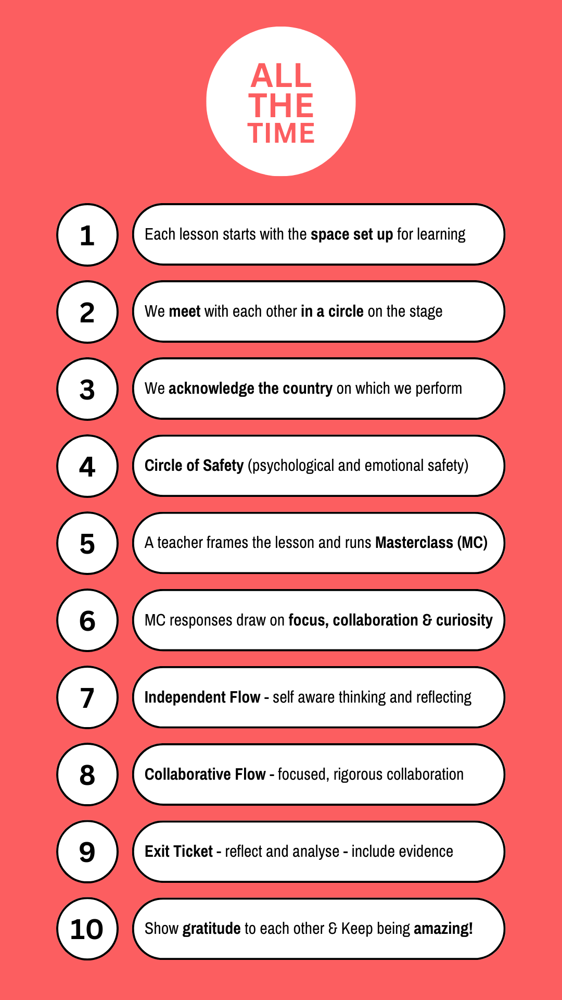 ALL
THE
TIME
1
Each lesson starts with the space set up for learning
2
We meet with each other in a circle on the stage
3
We acknowledge the country on which we perform
4
Circle of Safety (psychological and emotional safety)
5
A teacher frames the lesson and runs Masterclass (MC)
6
MC responses draw on focus, collaboration & curiosity
7
Independent Flow - self aware thinking and reflecting
8
Collaborative Flow - focused, rigorous collaboration
9
Exit Ticket - reflect and analyse - include evidence
10
Show gratitude to each other & Keep being amazing!